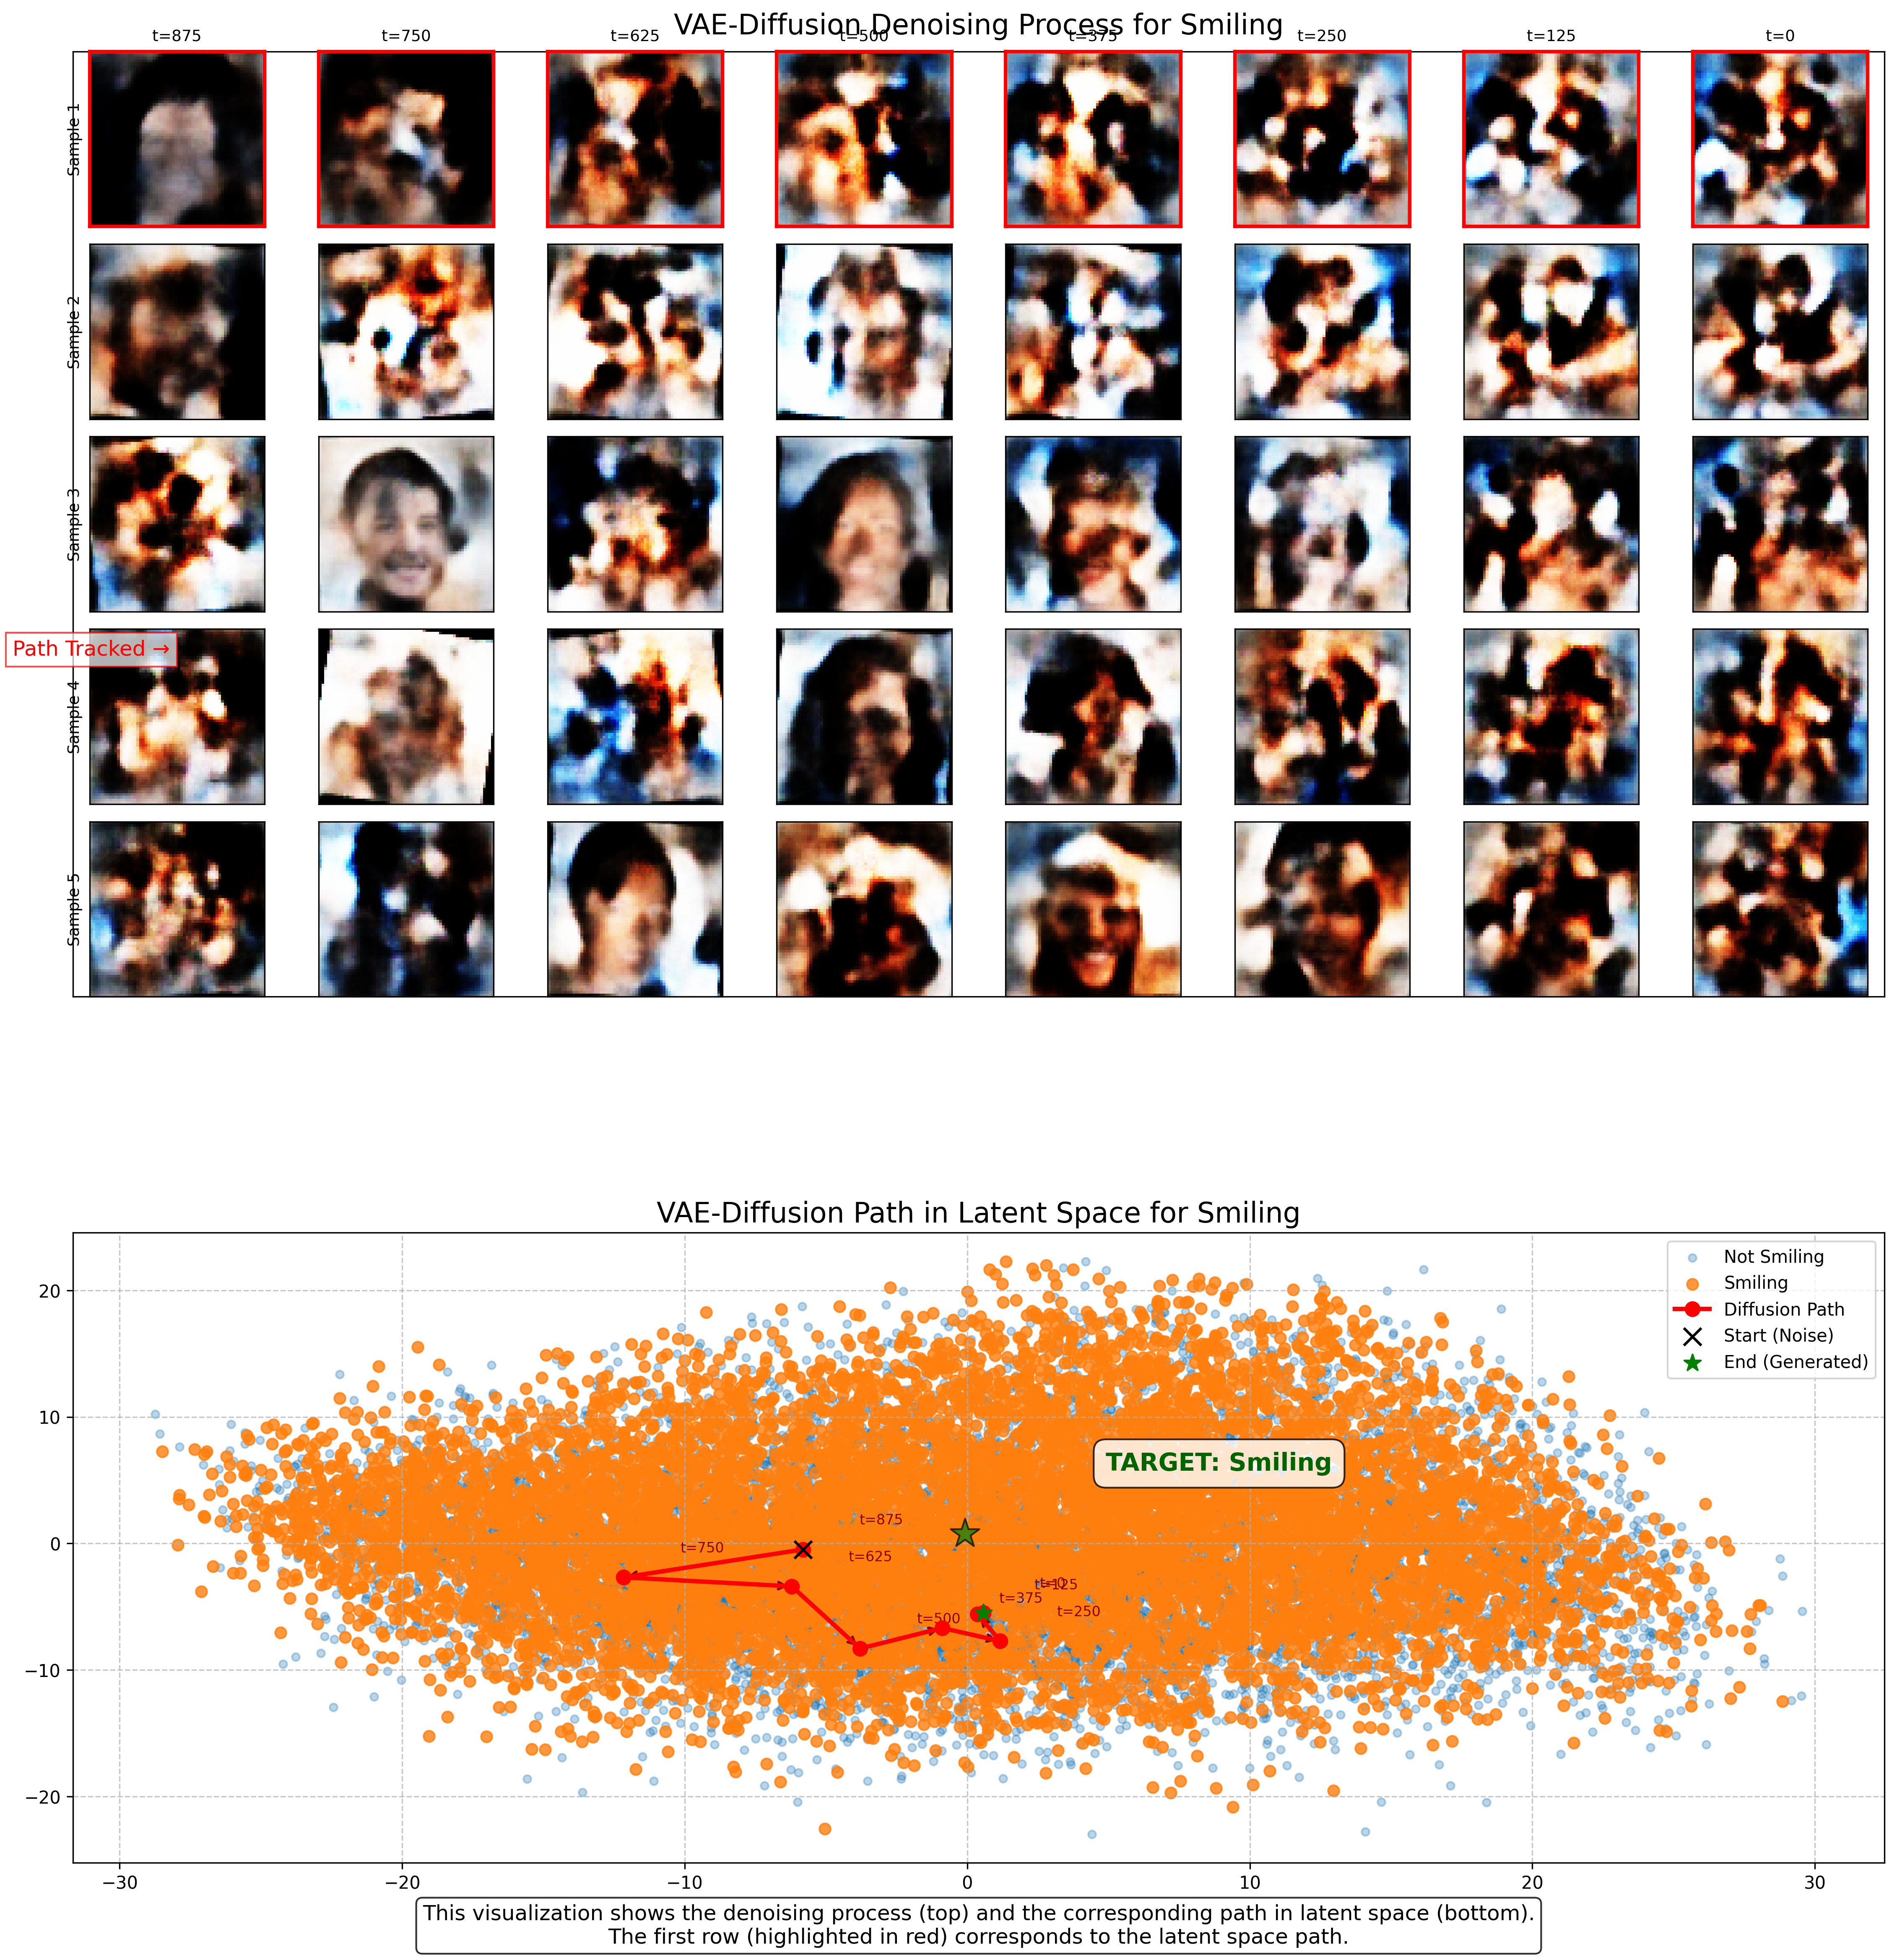 VAE-Diffusion Denoising Process for Smiling
t=875
t=750
t=625
t=500
t=375
t=250
t=125
t=0
Sample 1
Sample 2
Sample 3
Path Tracked →
Sample 4
Sample 5
VAE-Diffusion Path in Latent Space for Smiling
Not Smiling
Smiling
Diffusion Path
Start (Noise)
End (Generated)
20
10
0
−10
−20
TARGET: Smiling
t=875
t=750
t=625
t=500
t=375
t=250
t=125
t=0
−30
−20
−10
0
10
20
30
This visualization shows the denoising process (top) and the corresponding path in latent space (bottom).
The first row (highlighted in red) corresponds to the latent space path.